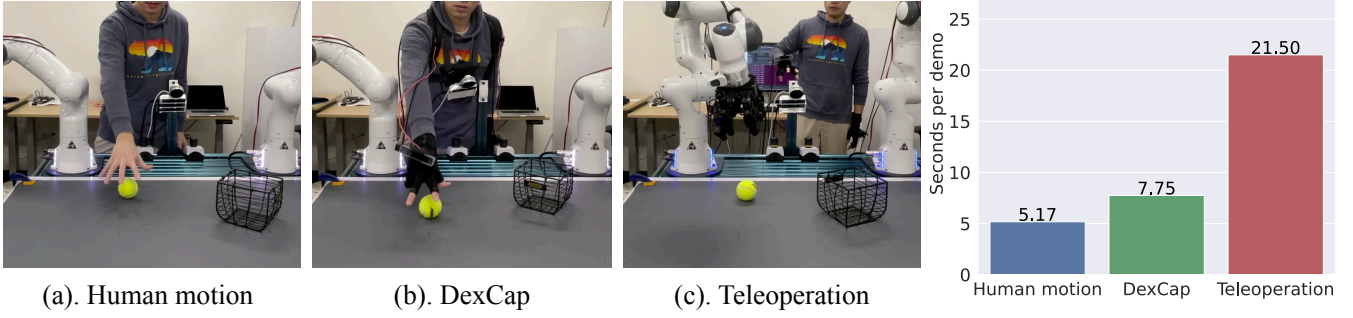 (a). Human motion
(b). DexCap
(c). Teleoperation
Seconds per demo
25
20
15
10
5
0
5.17
7.75
21.50
Human motion
DexCap
Teleoperation